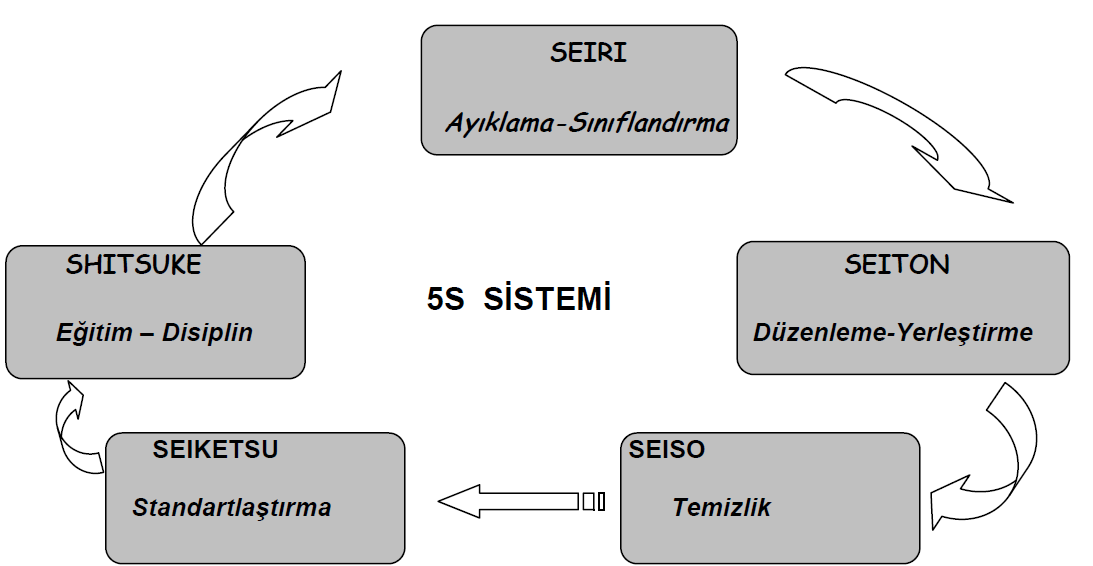 SEIRI
Ayıklama-Sınıflandırma
SEITON
Düzenleme-Yerleştirme
SEISO
Temizlik
SEIKETSU
Standartlaştırma
SHITSUKE
Eğitim – Disiplin
5S SİSTEMİ